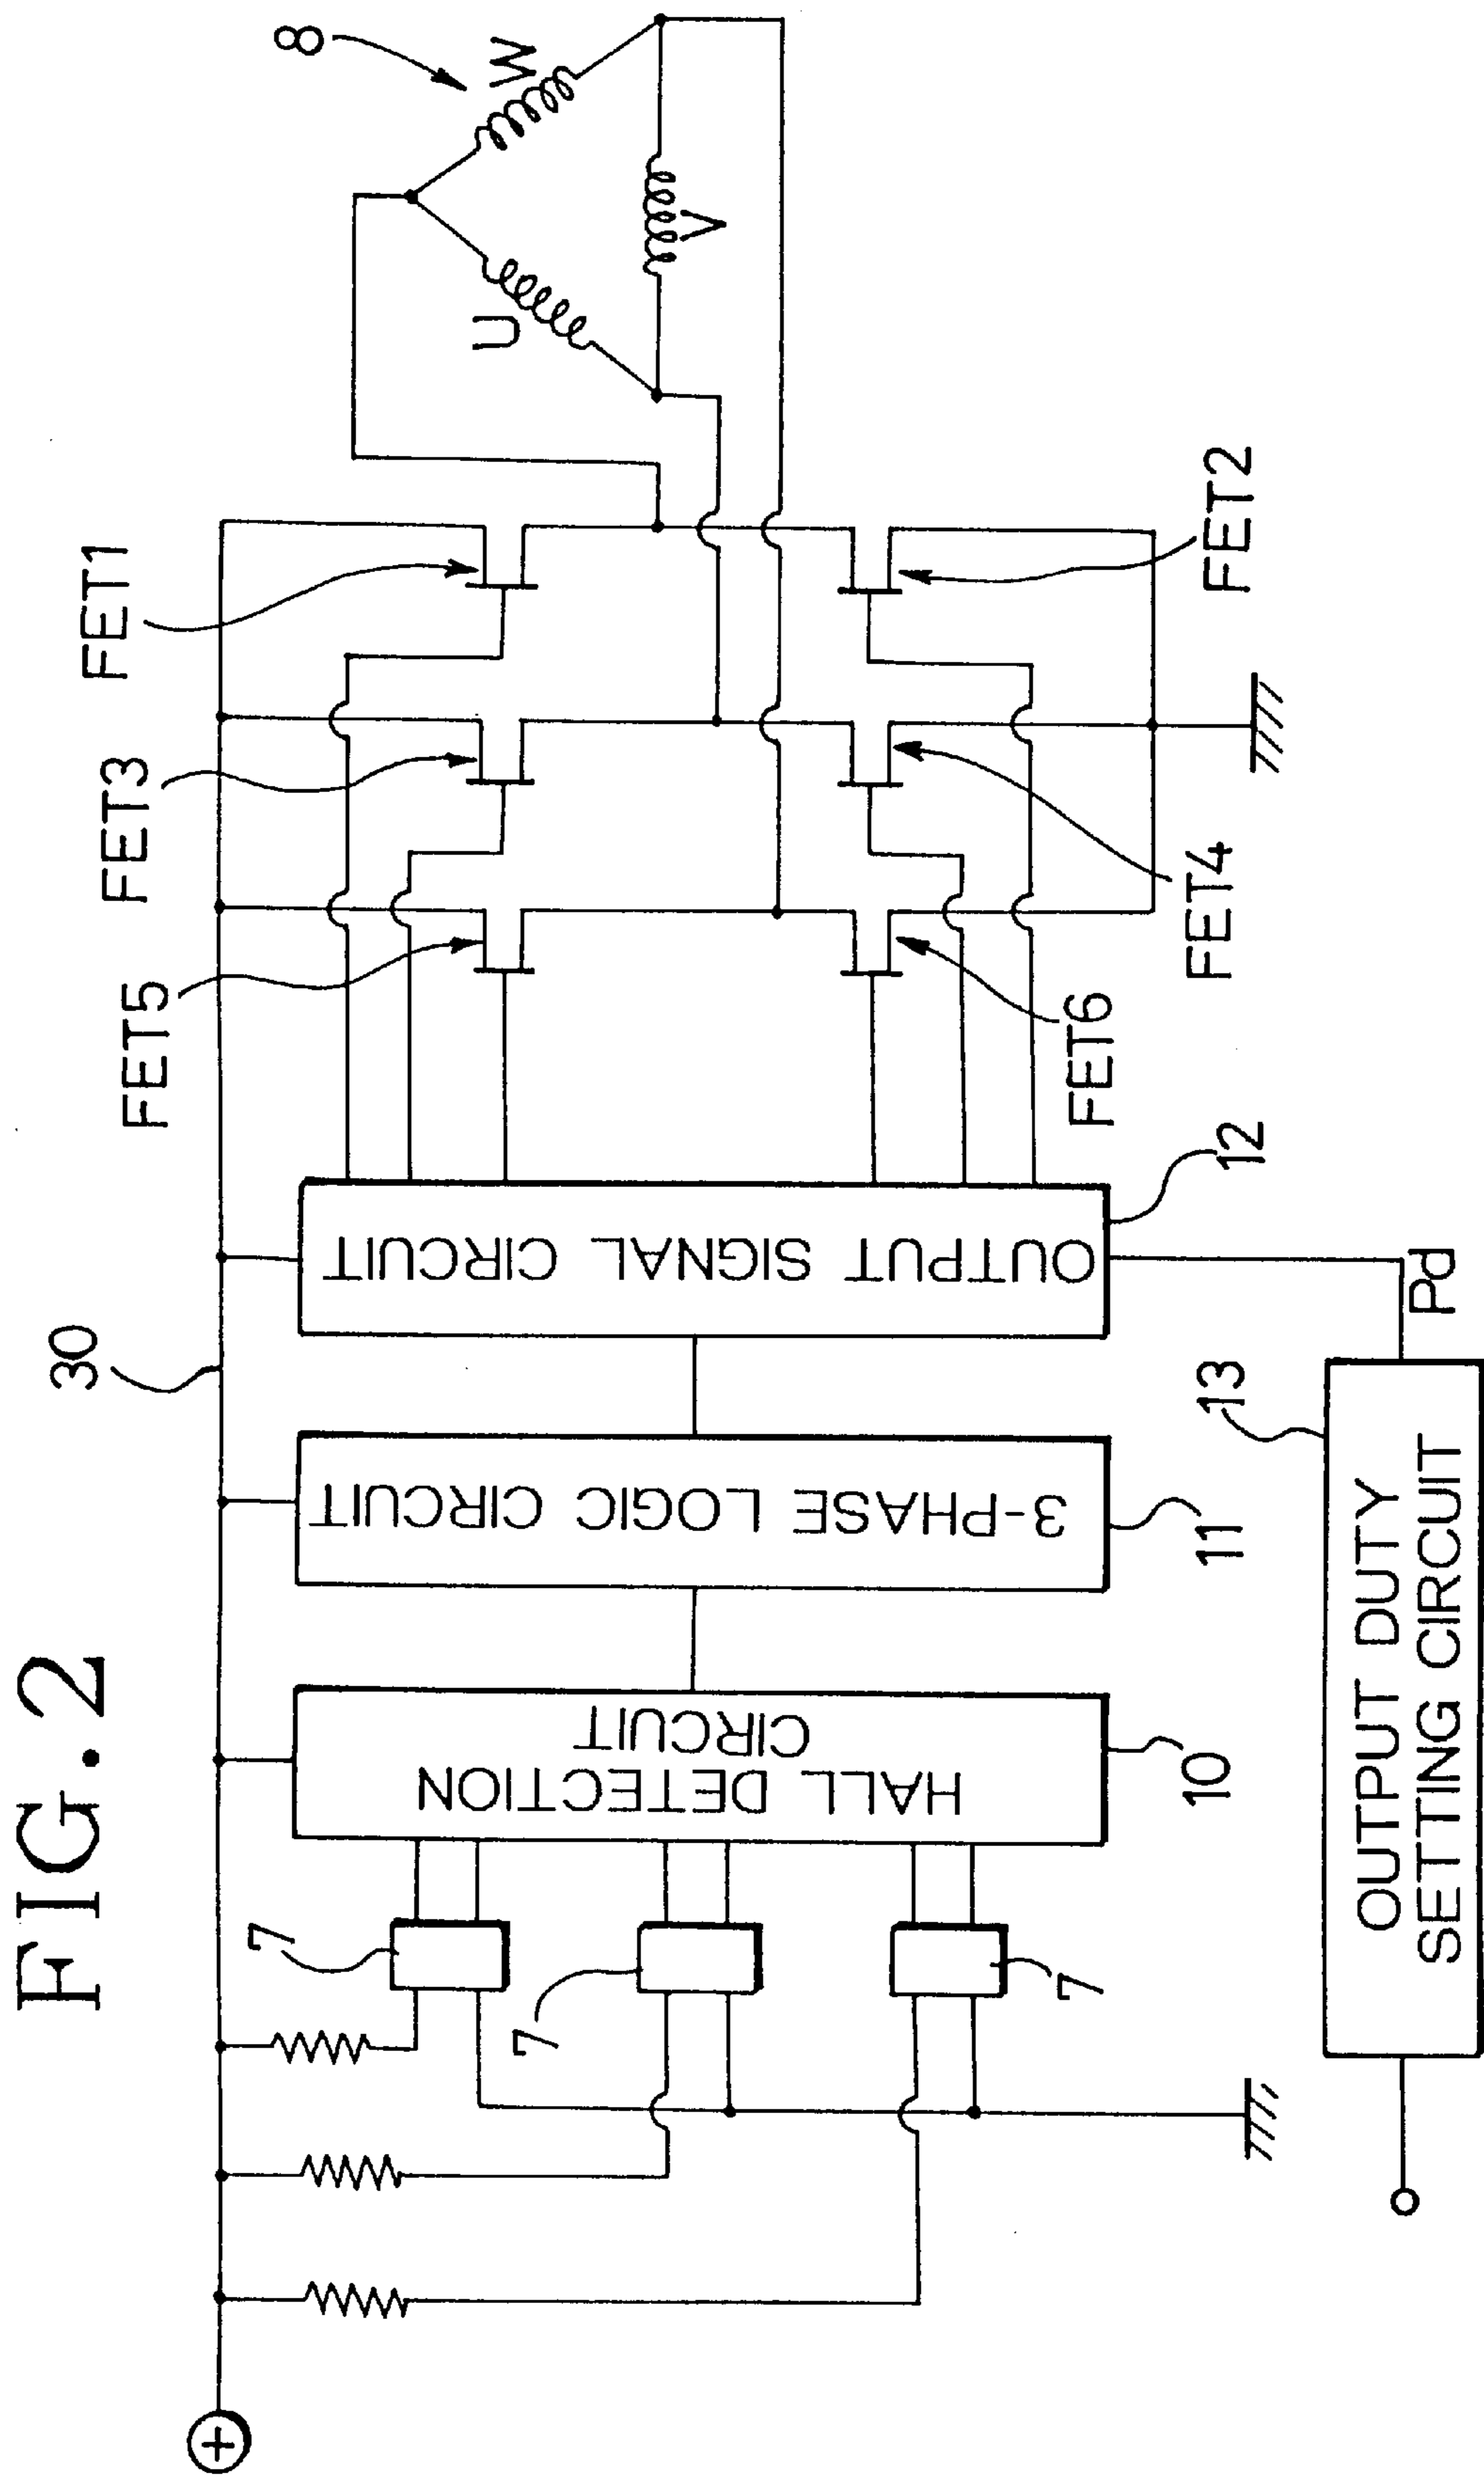 FIG. 2
30
FET5
FET3
FET1
8
U
W
V
7
7
7
HALL DETECTION
CIRCUIT
10
3-PHASE LOGIC CIRCUIT
11
OUTPUT SIGNAL CIRCUIT
12
FET6
FET4
FET2
13
Pd
OUTPUT DUTY
SETTING CIRCUIT
+